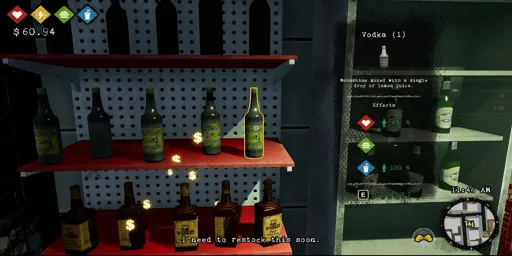 $60.94
Vodka (1)
Moonshine mixed with a single
drop of lemon juice.
Effects
100 %
E
11:46 AM
I need to restock this soon.